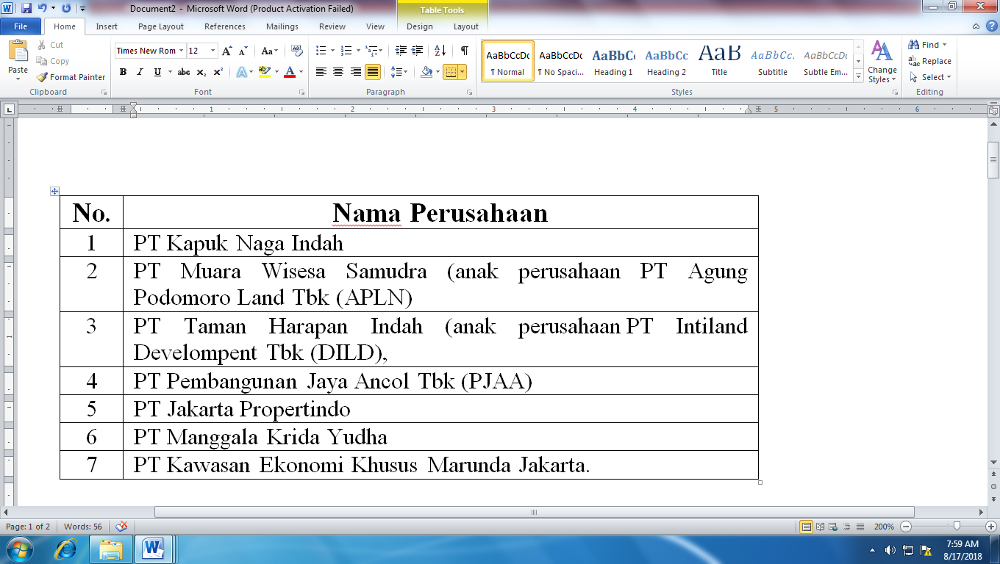 Document2 - Microsoft Word (Product Activation Failed)
Table Tools
File Home Insert Page Layout References Mailings Review View Design Layout
Paste
Cut
Copy
Format Painter
Clipboard
Times New Rom 12
Font
Paragraph
AaBbCcDc AaBbCcDc AaBbCc AaBbCc AaB AaBbCc. AaBbCcDc
¶ Normal ¶ No Spaci... Heading 1 Heading 2 Title Subtitle Subtle Em...
Change Styles
Styles
Find
Replace
Select
Editing
1 2 3 4 5 6
No. Nama Perusahaan
1 PT Kapuk Naga Indah
2 PT Muara Wisesa Samudra (anak perusahaan PT Agung
Podomoro Land Tbk (APLN)
3 PT Taman Harapan Indah (anak perusahaan PT Intiland
Develompent Tbk (DILD),
4 PT Pembangunan Jaya Ancol Tbk (PJAA)
5 PT Jakarta Propertindo
6 PT Manggala Krida Yudha
7 PT Kawasan Ekonomi Khusus Marunda Jakarta.
Page: 1 of 2 Words: 56 200%
7:59 AM
8/17/2018